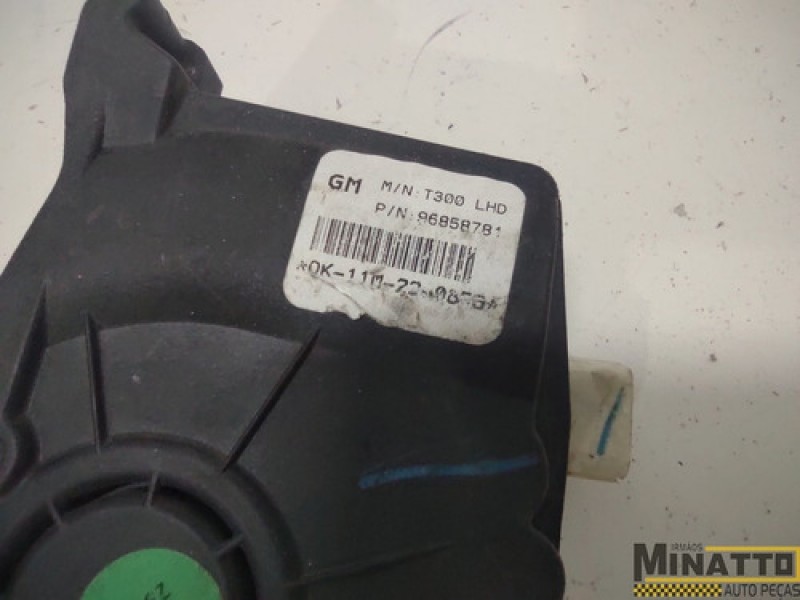 GM M/N:T300 LHD
P/N:96858781
IRMÃOS
MINATTO
AUTO PEÇAS